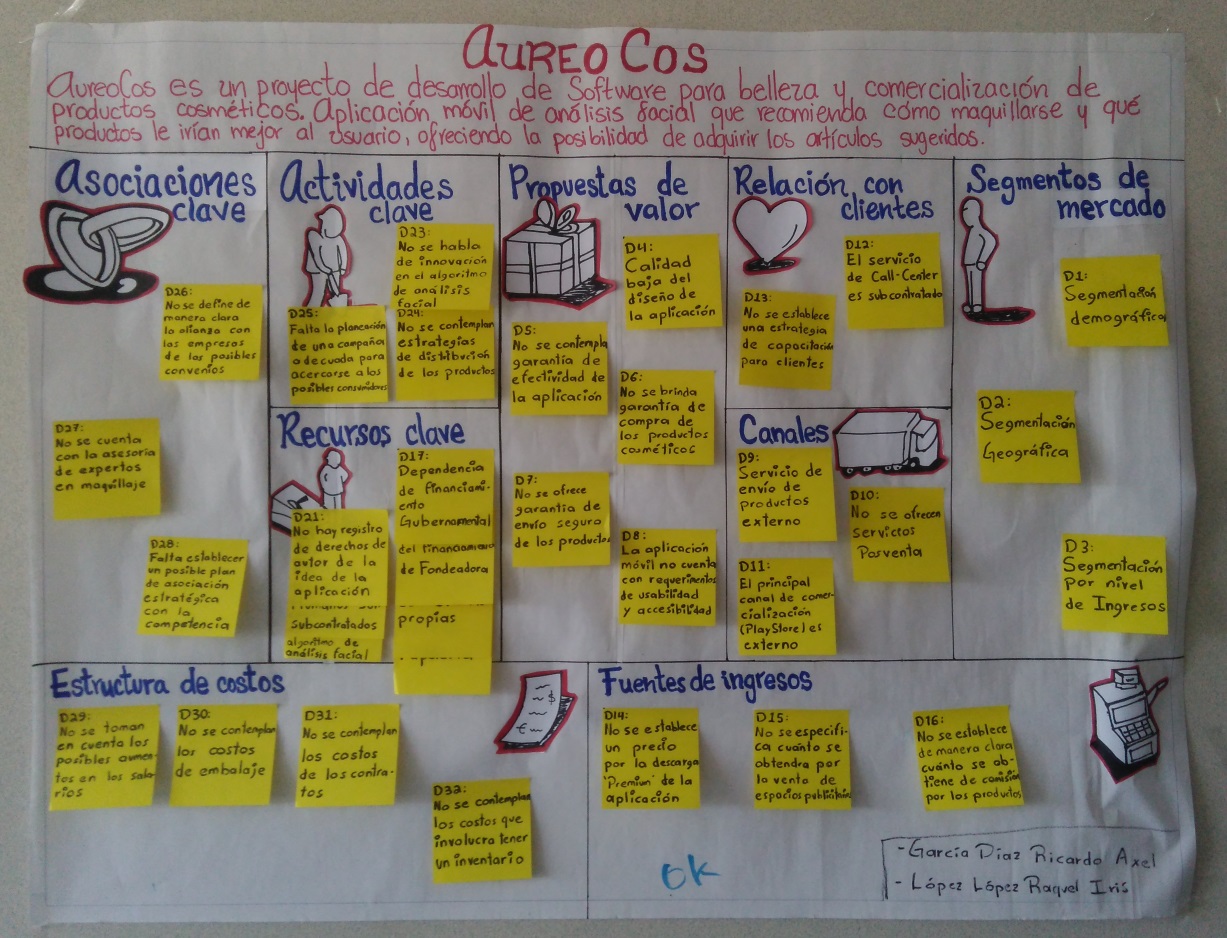 AUREOCOS
AureoCos es un proyecto de desarrollo de Software para belleza y comercialización de
productos cosméticos. Aplicación móvil de análisis facial que recomienda cómo maquillarse y qué
productos le irían mejor al usuario, ofreciendo la posibilidad de adquirir los artículos sugeridos.
Asociaciones
clave
D26:
No se define de
manera clara
la alianza con
las empresas
de los posibles
convenios
D27:
No se cuenta
con la asesoría
de expertos
en maquillaje
D28:
Falta establecer
un posible plan
de asociación
estratégica
con la
competencia
Actividades
clave
D23:
No se habla
de innovación
en el algoritmo
de análisis
facial
D25:
Falta la planeación
de una campaña
adecuada para
acercarse a los
posibles consumidores
D24:
No se contemplan
estrategias
de distribución
de los productos
Recursos clave
D17:
Dependencia
de financiami-
ento
Gubernamental
del financiamiento
de Fondeadora
propias
D21:
No hay registro
de derechos de
autor de la
idea de la
aplicación
Subcontratados
algoritmo de
análisis facial
Propuestas de
valor
D4:
Calidad
baja del
diseño de
la aplicación
D5:
No se contempla
garantía de
efectividad de
la aplicación
D6:
No se brinda
garantía de
compra de
los productos
cosméticos
D7:
No se ofrece
garantía de
envío seguro
de los productos
D8:
La aplicación
móvil no cuenta
con requerimientos
de usabilidad
y accesibilidad
Relación con
clientes
D12:
El servicio
de Call-Center
es subcontratado
D13:
No se establece
una estrategia
de capacitación
para clientes
Canales
D9:
Servicio de
envío de
productos
externo
D10:
No se ofrecen
Servicios
Posventa
D11:
El principal
canal de comer-
cialización
(PlayStore) es
externo
Segmentos de
mercado
D1:
Segmentación
demográfica
D2:
Segmentación
Geográfica
D3:
Segmentación
por nivel
de Ingresos
Estructura de costos
D29:
No se toman
en cuenta los
posibles aumen-
tos en los sala-
rios
D30:
No se contemplan
los costos
de embalaje
D31:
No se contemplan
los costos
de los contra-
tos
D32:
No se contemplan
los costos que
involucra tener
un inventario
Fuentes de ingresos
D14:
No se establece
un precio
por la descarga
"Premiun" de la
aplicación
D15:
No se especifi-
ca cuánto se
obtendra por
la venta de
espacios publicitarios
D16:
No se establece
de manera clara
cuánto se ob-
tiene de comisión
por los productos
OK
- García Díaz Ricardo Axel
- López López Raquel Iris